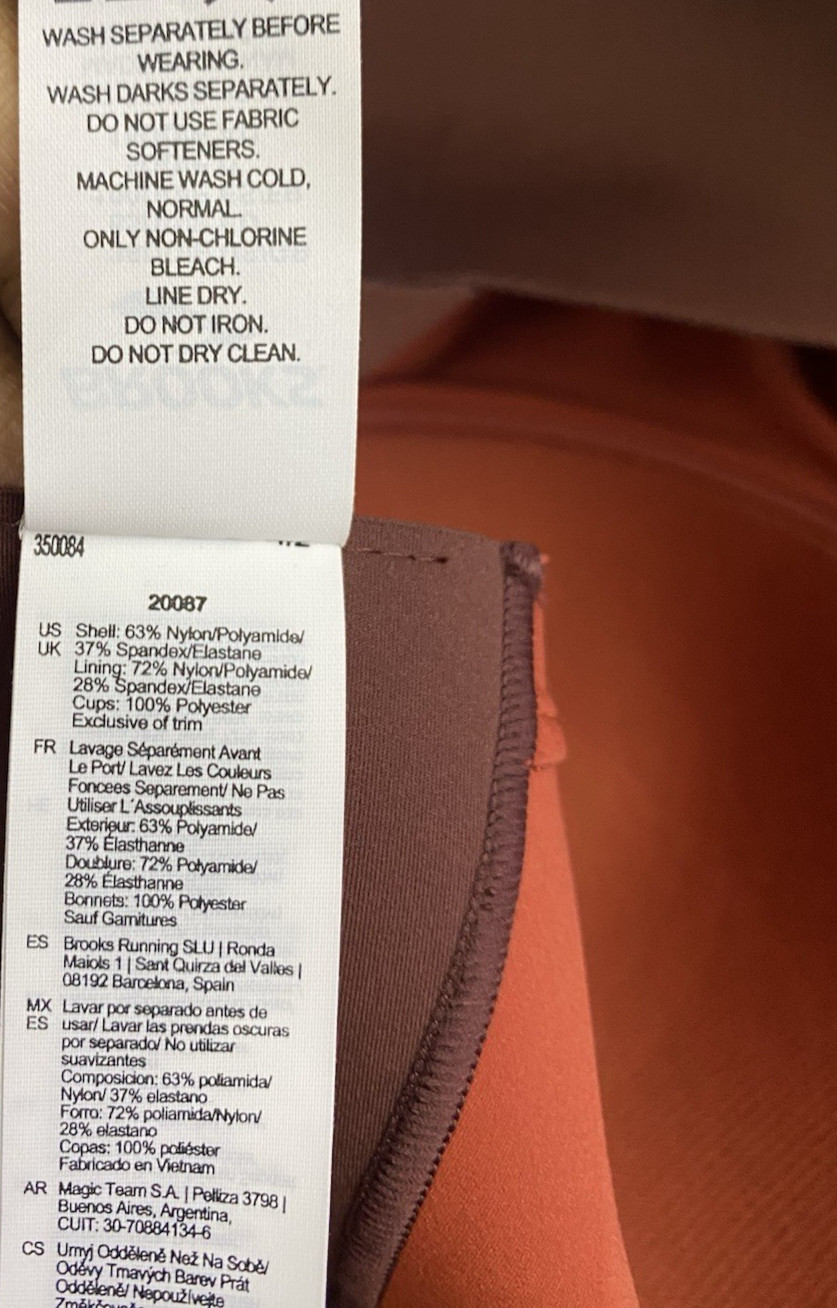 WASH SEPARATELY BEFORE
WEARING.
WASH DARKS SEPARATELY.
DO NOT USE FABRIC
SOFTENERS.
MACHINE WASH COLD,
NORMAL.
ONLY NON-CHLORINE
BLEACH.
LINE DRY.
DO NOT IRON.
DO NOT DRY CLEAN.
BROOKS
350084
20087
US Shell: 63% Nylon/Polyamide/
UK 37% Spandex/Elastane
Lining: 72% Nylon/Polyamide/
28% Spandex/Elastane
Cups: 100% Polyester
Exclusive of trim
FR Lavage Séparément Avant
Le Port/ Lavez Les Couleurs
Foncees Separement/ Ne Pas
Utiliser L'Assouplissants
Exterieur: 63% Polyamide/
37% Élasthanne
Doublure: 72% Polyamide/
28% Élasthanne
Bonnets: 100% Polyester
Sauf Garnitures
ES Brooks Running SLU | Ronda
Maiols 1 | Sant Quirza del Valles |
08192 Barcelona, Spain
MX Lavar por separado antes de
ES usar/ Lavar las prendas oscuras
por separado/ No utilizar
suavizantes
Composicion: 63% poliamida/
Nylon/ 37% elastano
Forro: 72% poliamida/Nylon/
28% elastano
Copas: 100% poliéster
Fabricado en Vietnam
AR Magic Team S.A. | Pelliza 3798 |
Buenos Aires, Argentina,
CUIT: 30-70884134-6
CS Umyj Odděleně Než Na Sobě/
Oděvy Tmavých Barev Prát
Odděleně/ Nepoužívejte